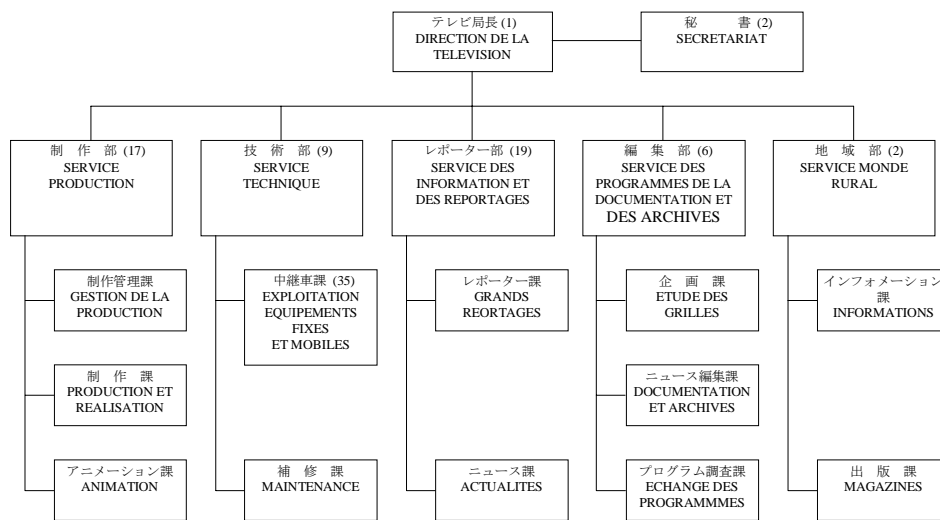 テレビ局長 (1)
DIRECTION DE LA
TELEVISION
秘 書 (2)
SECRETARIAT
制 作 部 (17)
SERVICE
PRODUCTION
技 術 部 (9)
SERVICE
TECHNIQUE
レポーター部 (19)
SERVICE DES
INFORMATION ET
DES REPORTAGES
編 集 部 (6)
SERVICE DES
PROGRAMMES DE LA
DOCUMENTATION ET
DES ARCHIVES
地 域 部 (2)
SERVICE MONDE
RURAL
制作管理課
GESTION DE LA
PRODUCTION
中継車課 (35)
EXPLOITATION
EQUIPEMENTS
FIXES
ET MOBILES
レポーター課
GRANDS
REORTAGES
企 画 課
ETUDE DES
GRILLES
インフォメーション
課
INFORMATIONS
制 作 課
PRODUCTION ET
REALISATION
ニュース編集課
DOCUMENTATION
ET ARCHIVES
アニメーション課
ANIMATION
補 修 課
MAINTENANCE
ニュース課
ACTUALITES
プログラム調査課
ECHANGE DES
PROGRAMMMES
出 版 課
MAGAZINES